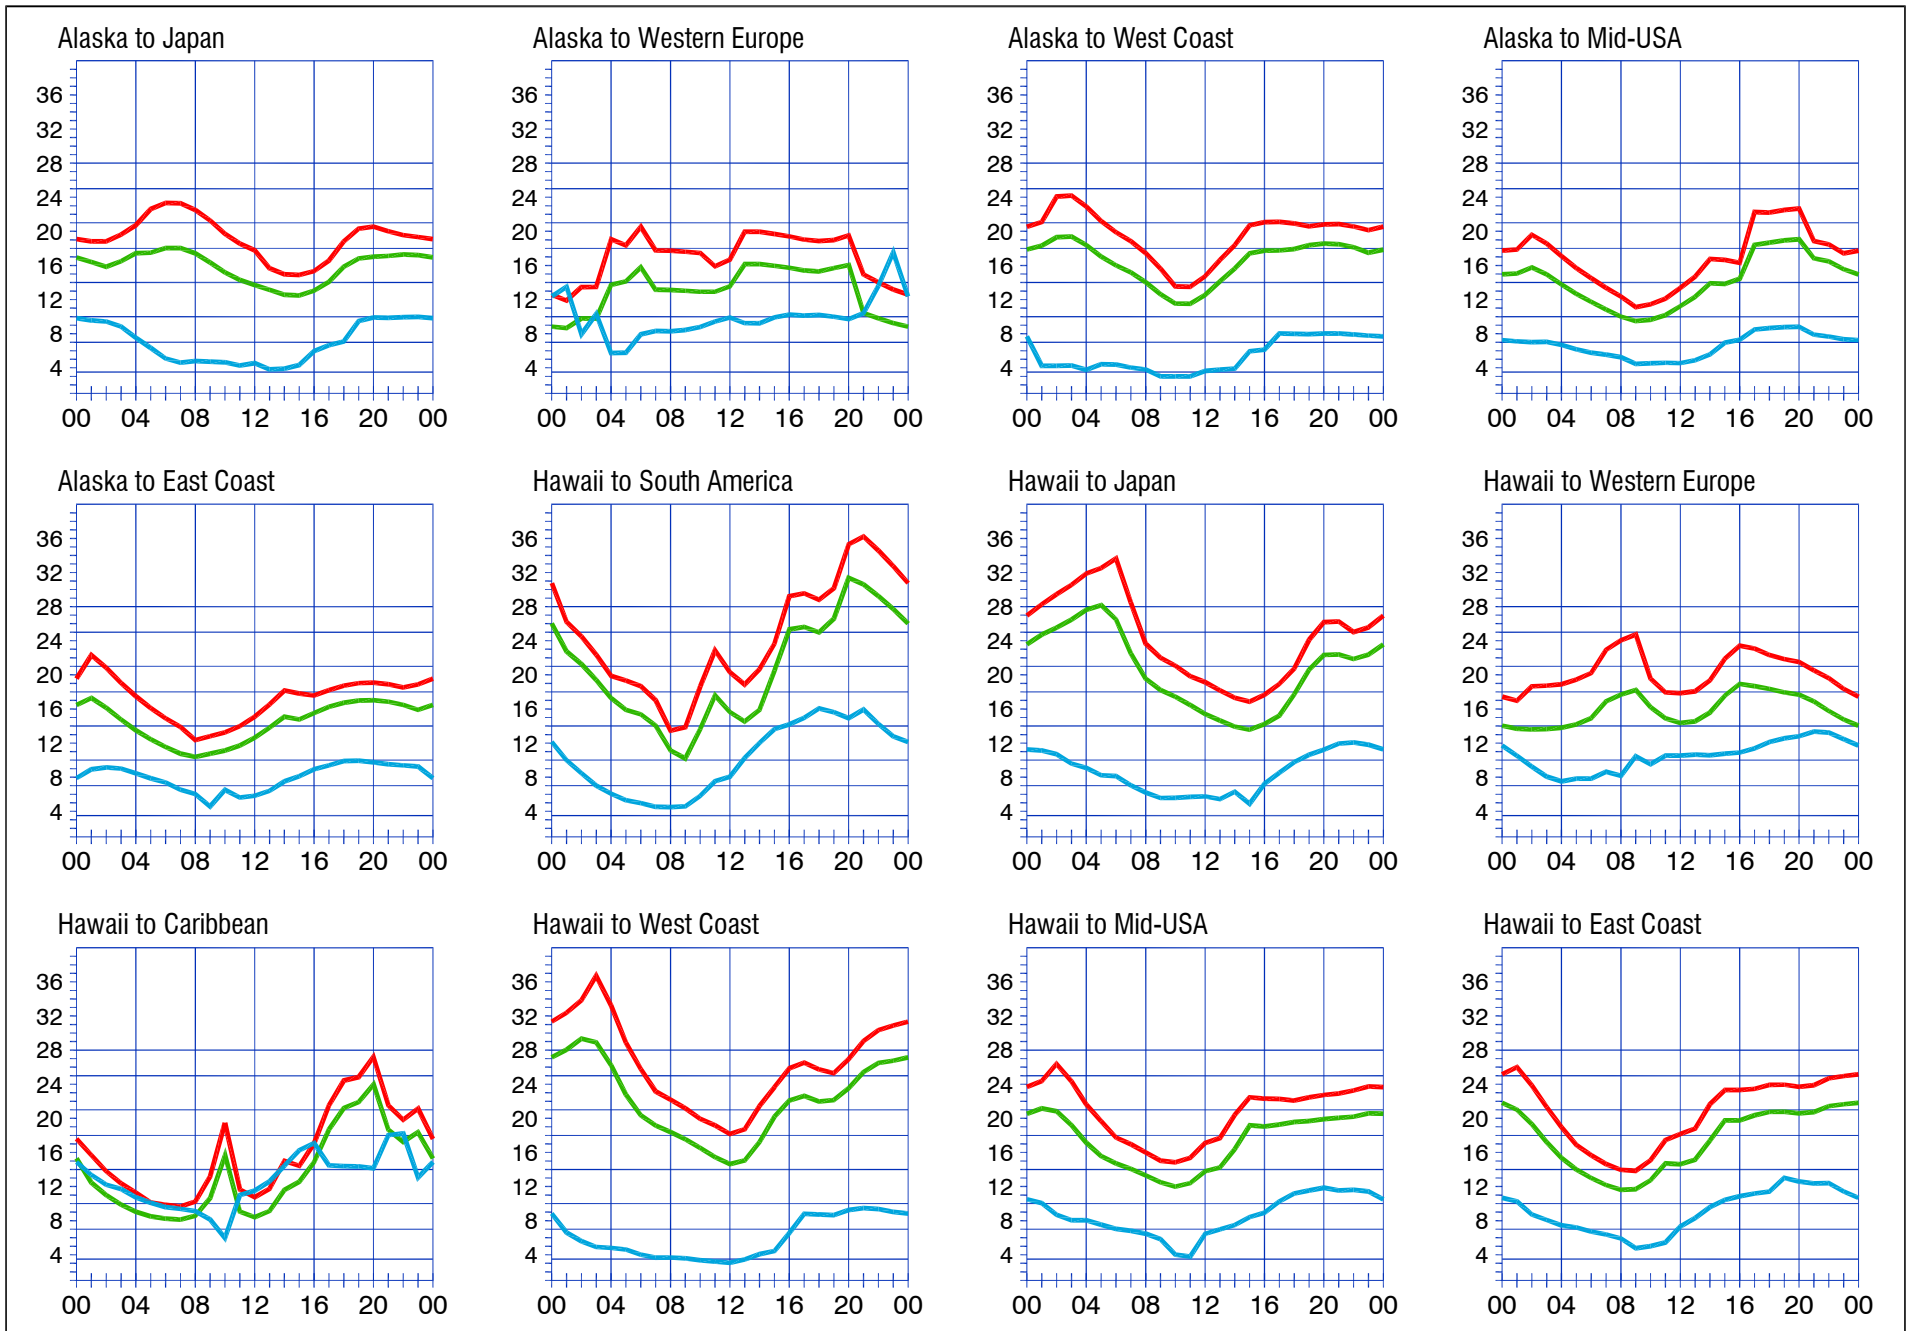 Alaska to Japan
Alaska to Western Europe
Alaska to West Coast
Alaska to Mid-USA
36 36 36 36
32 32 32 32
28 28 28 28
24 24 24 24
20 20 20 20
16 16 16 16
12 12 12 12
8 8 8 8
4 4 4 4
00 04 08 12 16 20 00 00 04 08 12 16 20 00 00 04 08 12 16 20 00 00 04 08 12 16 20 00
Alaska to East Coast
Hawaii to South America
Hawaii to Japan
Hawaii to Western Europe
36 36 36 36
32 32 32 32
28 28 28 28
24 24 24 24
20 20 20 20
16 16 16 16
12 12 12 12
8 8 8 8
4 4 4 4
00 04 08 12 16 20 00 00 04 08 12 16 20 00 00 04 08 12 16 20 00 00 04 08 12 16 20 00
Hawaii to Caribbean
Hawaii to West Coast
Hawaii to Mid-USA
Hawaii to East Coast
36 36 36 36
32 32 32 32
28 28 28 28
24 24 24 24
20 20 20 20
16 16 16 16
12 12 12 12
8 8 8 8
4 4 4 4
00 04 08 12 16 20 00 00 04 08 12 16 20 00 00 04 08 12 16 20 00 00 04 08 12 16 20 00